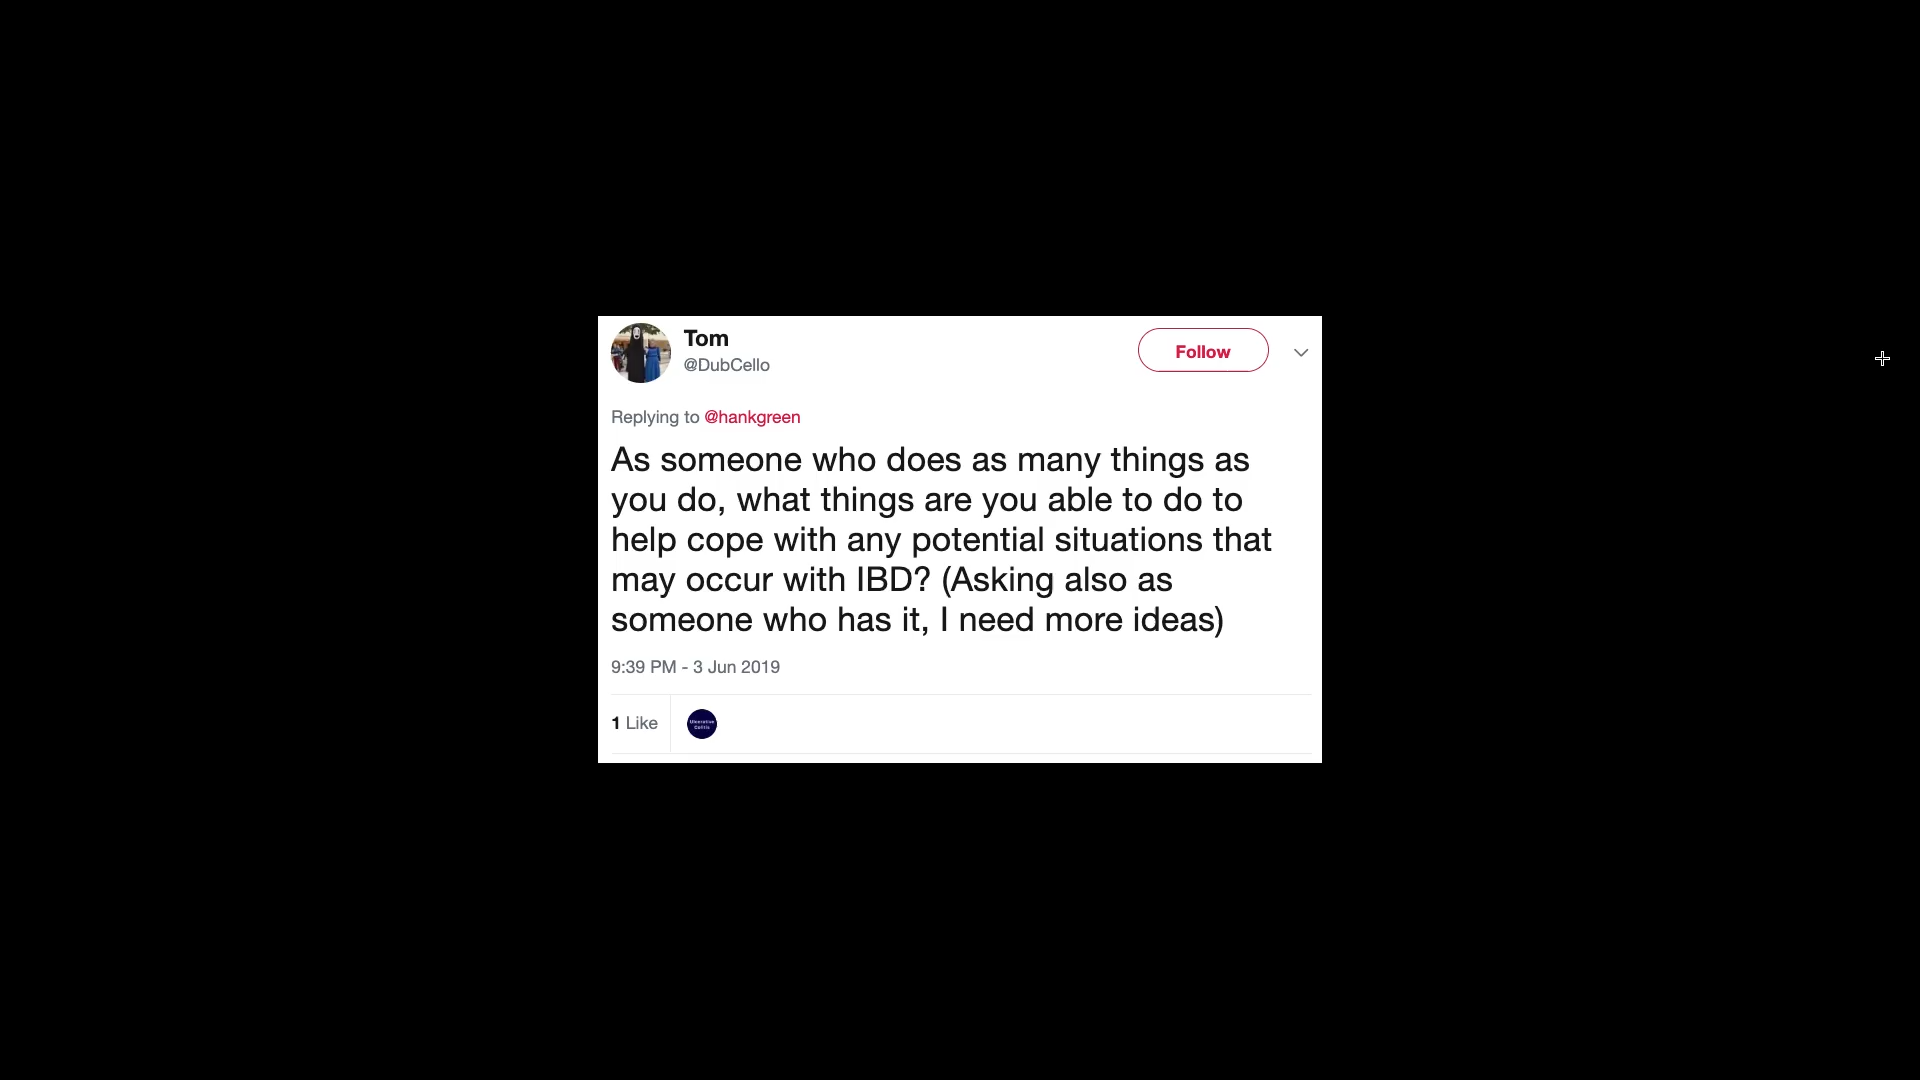 Tom
@DubCello
Follow
Replying to @hankgreen
As someone who does as many things as
you do, what things are you able to do to
help cope with any potential situations that
may occur with IBD? (Asking also as
someone who has it, I need more ideas)
9:39 PM - 3 Jun 2019
1 Like
Ulcerative
Colitis